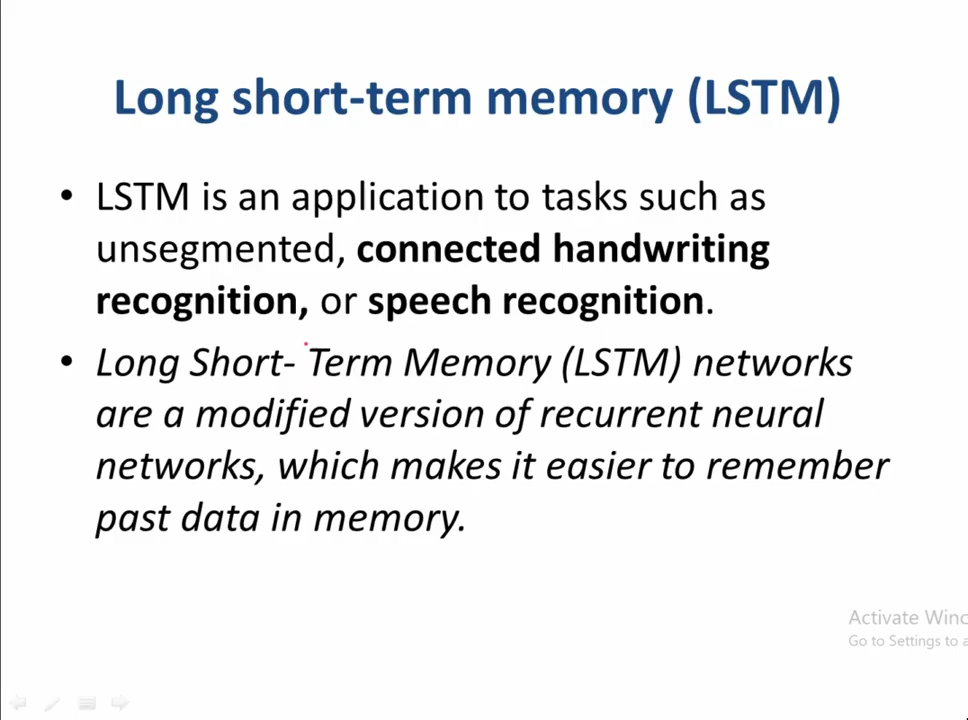 Long short-term memory (LSTM)
• LSTM is an application to tasks such as
unsegmented, connected handwriting
recognition, or speech recognition.
• Long Short- Term Memory (LSTM) networks
are a modified version of recurrent neural
networks, which makes it easier to remember
past data in memory.
Activate Winc
Go to Settings to a